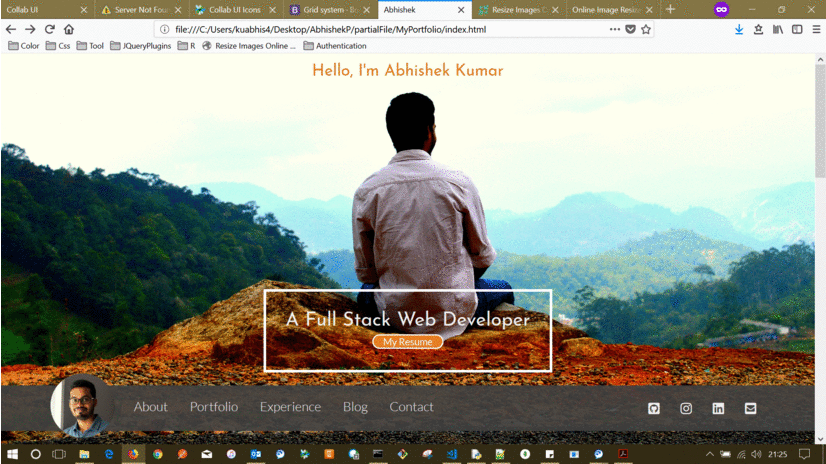 Collab UI
Server Not Foun
Collab UI Icons
Grid system · B
Abhishek
Resize Images O
Online Image Resize
file:///C:/Users/kuabhis4/Desktop/AbhishekP/partialFile/MyPortfolio/index.html
Color
Css
Tool
JQueryPlugins
R
Resize Images Online ...
Authentication
Hello, I'm Abhishek Kumar
A Full Stack Web Developer
My Resume
About
Portfolio
Experience
Blog
Contact
21:25